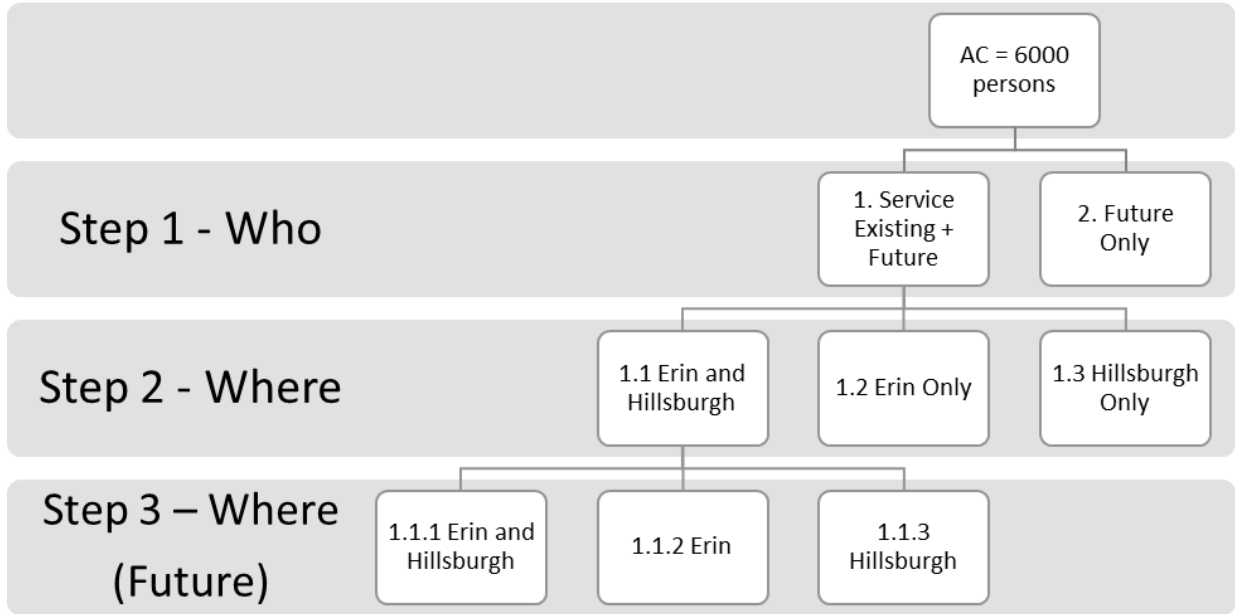 AC = 6000
persons
Step 1 - Who
1. Service
Existing +
Future
2. Future
Only
Step 2 - Where
1.1 Erin and
Hillsburgh
1.2 Erin Only
1.3 Hillsburgh
Only
Step 3 – Where
(Future)
1.1.1 Erin and
Hillsburgh
1.1.2 Erin
1.1.3
Hillsburgh